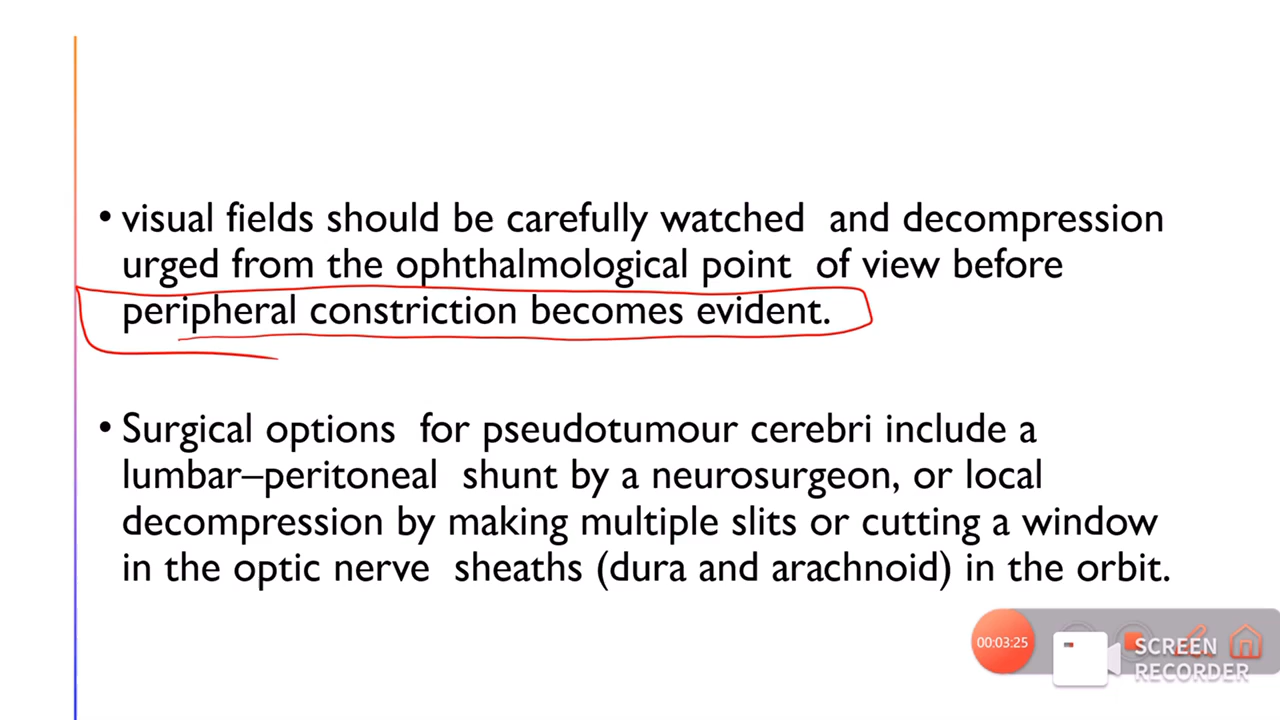 • visual fields should be carefully watched and decompression
urged from the ophthalmological point of view before
peripheral constriction becomes evident.
• Surgical options for pseudotumour cerebri include a
lumbar–peritoneal shunt by a neurosurgeon, or local
decompression by making multiple slits or cutting a window
in the optic nerve sheaths (dura and arachnoid) in the orbit.
00:03:25
SCREEN
RECORDER